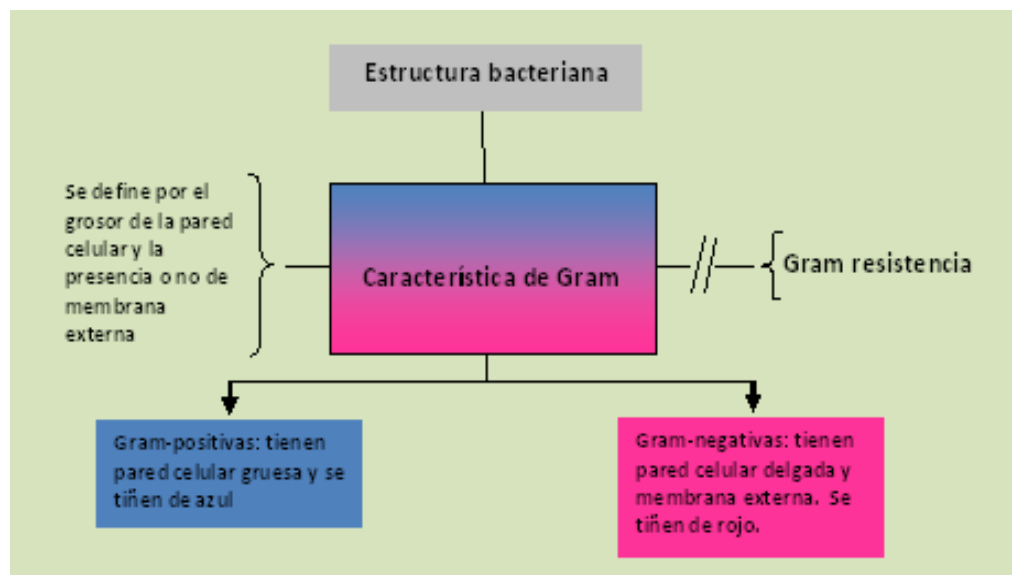 Estructura bacteriana
Se define por el
grosor de la pared
celular y la
presencia o no de
membrana
externa
Característica de Gram
Gram resistencia
Gram-positivas: tienen
pared celular gruesa y se
tiñen de azul
Gram-negativas: tienen
pared celular delgada y
membrana externa. Se
tiñen de rojo.